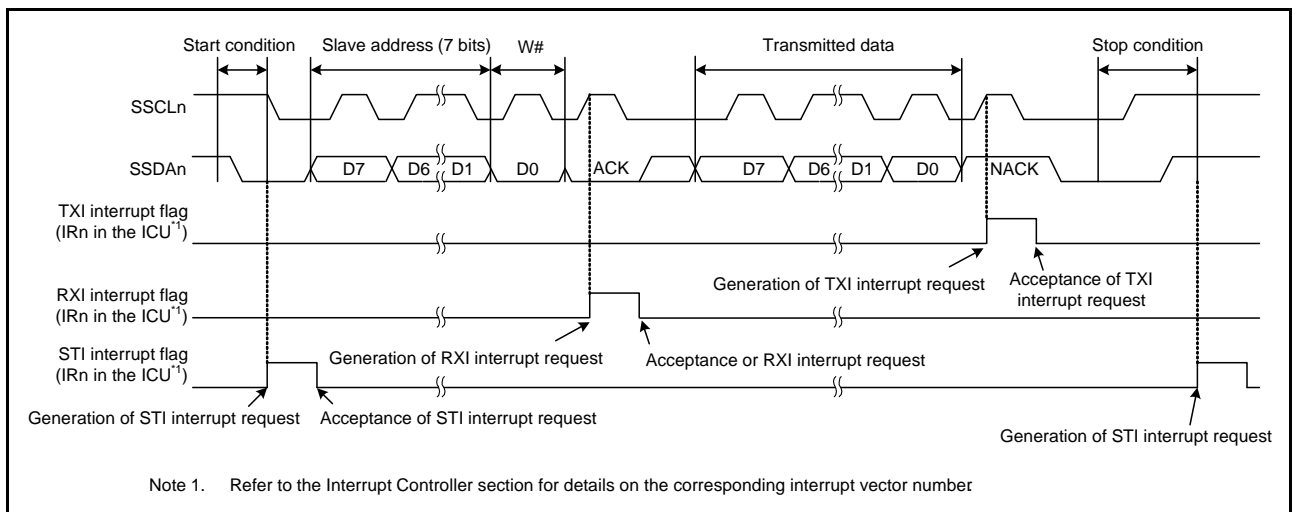 Start condition
Slave address (7 bits)
W#
Transmitted data
Stop condition
SSCLn
SSDAn
D7
D6
D1
D0
ACK
D7
D6
D1
D0
NACK
TXI interrupt flag
(IRn in the ICU*1)
Generation of TXI interrupt request
Acceptance of TXI
interrupt request
RXI interrupt flag
(IRn in the ICU*1)
Generation of RXI interrupt request
Acceptance or RXI interrupt request
STI interrupt flag
(IRn in the ICU*1)
Generation of STI interrupt request
Acceptance of STI interrupt request
Generation of STI interrupt request
Note 1. Refer to the Interrupt Controller section for details on the corresponding interrupt vector number.